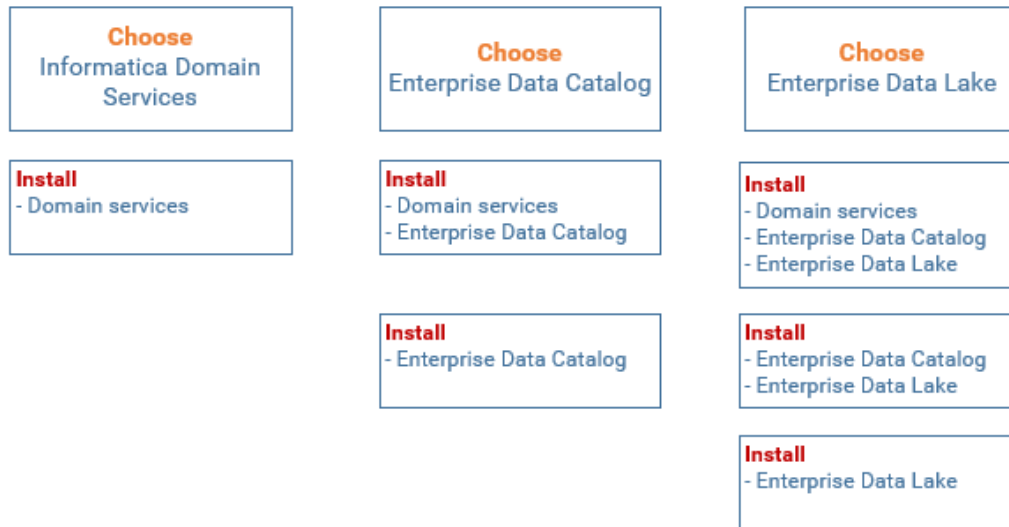 Choose
Informatica Domain
Services
Choose
Enterprise Data Catalog
Choose
Enterprise Data Lake
Install
- Domain services
Install
- Domain services
- Enterprise Data Catalog
Install
- Domain services
- Enterprise Data Catalog
- Enterprise Data Lake
Install
- Enterprise Data Catalog
Install
- Enterprise Data Catalog
- Enterprise Data Lake
Install
- Enterprise Data Lake